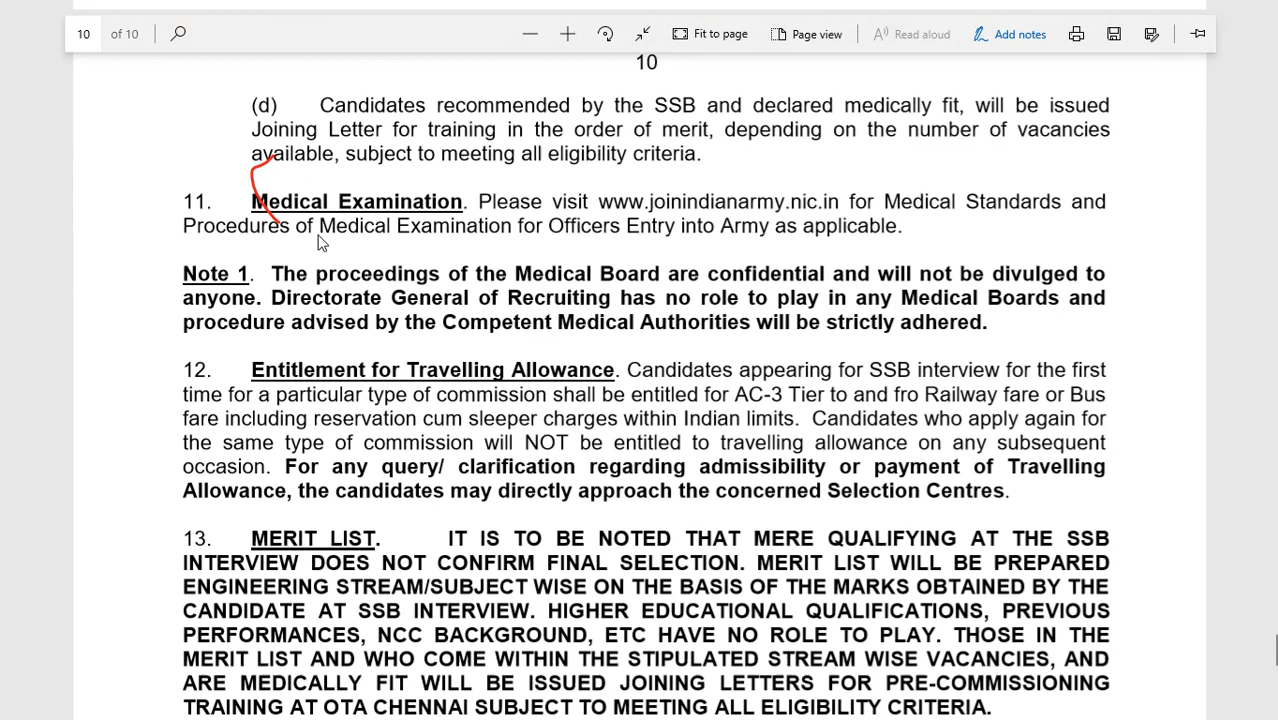 10 of 10 Fit to page Page view Read aloud Add notes
10
(d) Candidates recommended by the SSB and declared medically fit, will be issued
Joining Letter for training in the order of merit, depending on the number of vacancies
available, subject to meeting all eligibility criteria.
11. Medical Examination. Please visit www.joinindianarmy.nic.in for Medical Standards and
Procedures of Medical Examination for Officers Entry into Army as applicable.
Note 1. The proceedings of the Medical Board are confidential and will not be divulged to
anyone. Directorate General of Recruiting has no role to play in any Medical Boards and
procedure advised by the Competent Medical Authorities will be strictly adhered.
12. Entitlement for Travelling Allowance. Candidates appearing for SSB interview for the first
time for a particular type of commission shall be entitled for AC-3 Tier to and fro Railway fare or Bus
fare including reservation cum sleeper charges within Indian limits. Candidates who apply again for
the same type of commission will NOT be entitled to travelling allowance on any subsequent
occasion. For any query/ clarification regarding admissibility or payment of Travelling
Allowance, the candidates may directly approach the concerned Selection Centres.
13. MERIT LIST. IT IS TO BE NOTED THAT MERE QUALIFYING AT THE SSB
INTERVIEW DOES NOT CONFIRM FINAL SELECTION. MERIT LIST WILL BE PREPARED
ENGINEERING STREAM/SUBJECT WISE ON THE BASIS OF THE MARKS OBTAINED BY THE
CANDIDATE AT SSB INTERVIEW. HIGHER EDUCATIONAL QUALIFICATIONS, PREVIOUS
PERFORMANCES, NCC BACKGROUND, ETC HAVE NO ROLE TO PLAY. THOSE IN THE
MERIT LIST AND WHO COME WITHIN THE STIPULATED STREAM WISE VACANCIES, AND
ARE MEDICALLY FIT WILL BE ISSUED JOINING LETTERS FOR PRE-COMMISSIONING
TRAINING AT OTA CHENNAI SUBJECT TO MEETING ALL ELIGIBILITY CRITERIA.